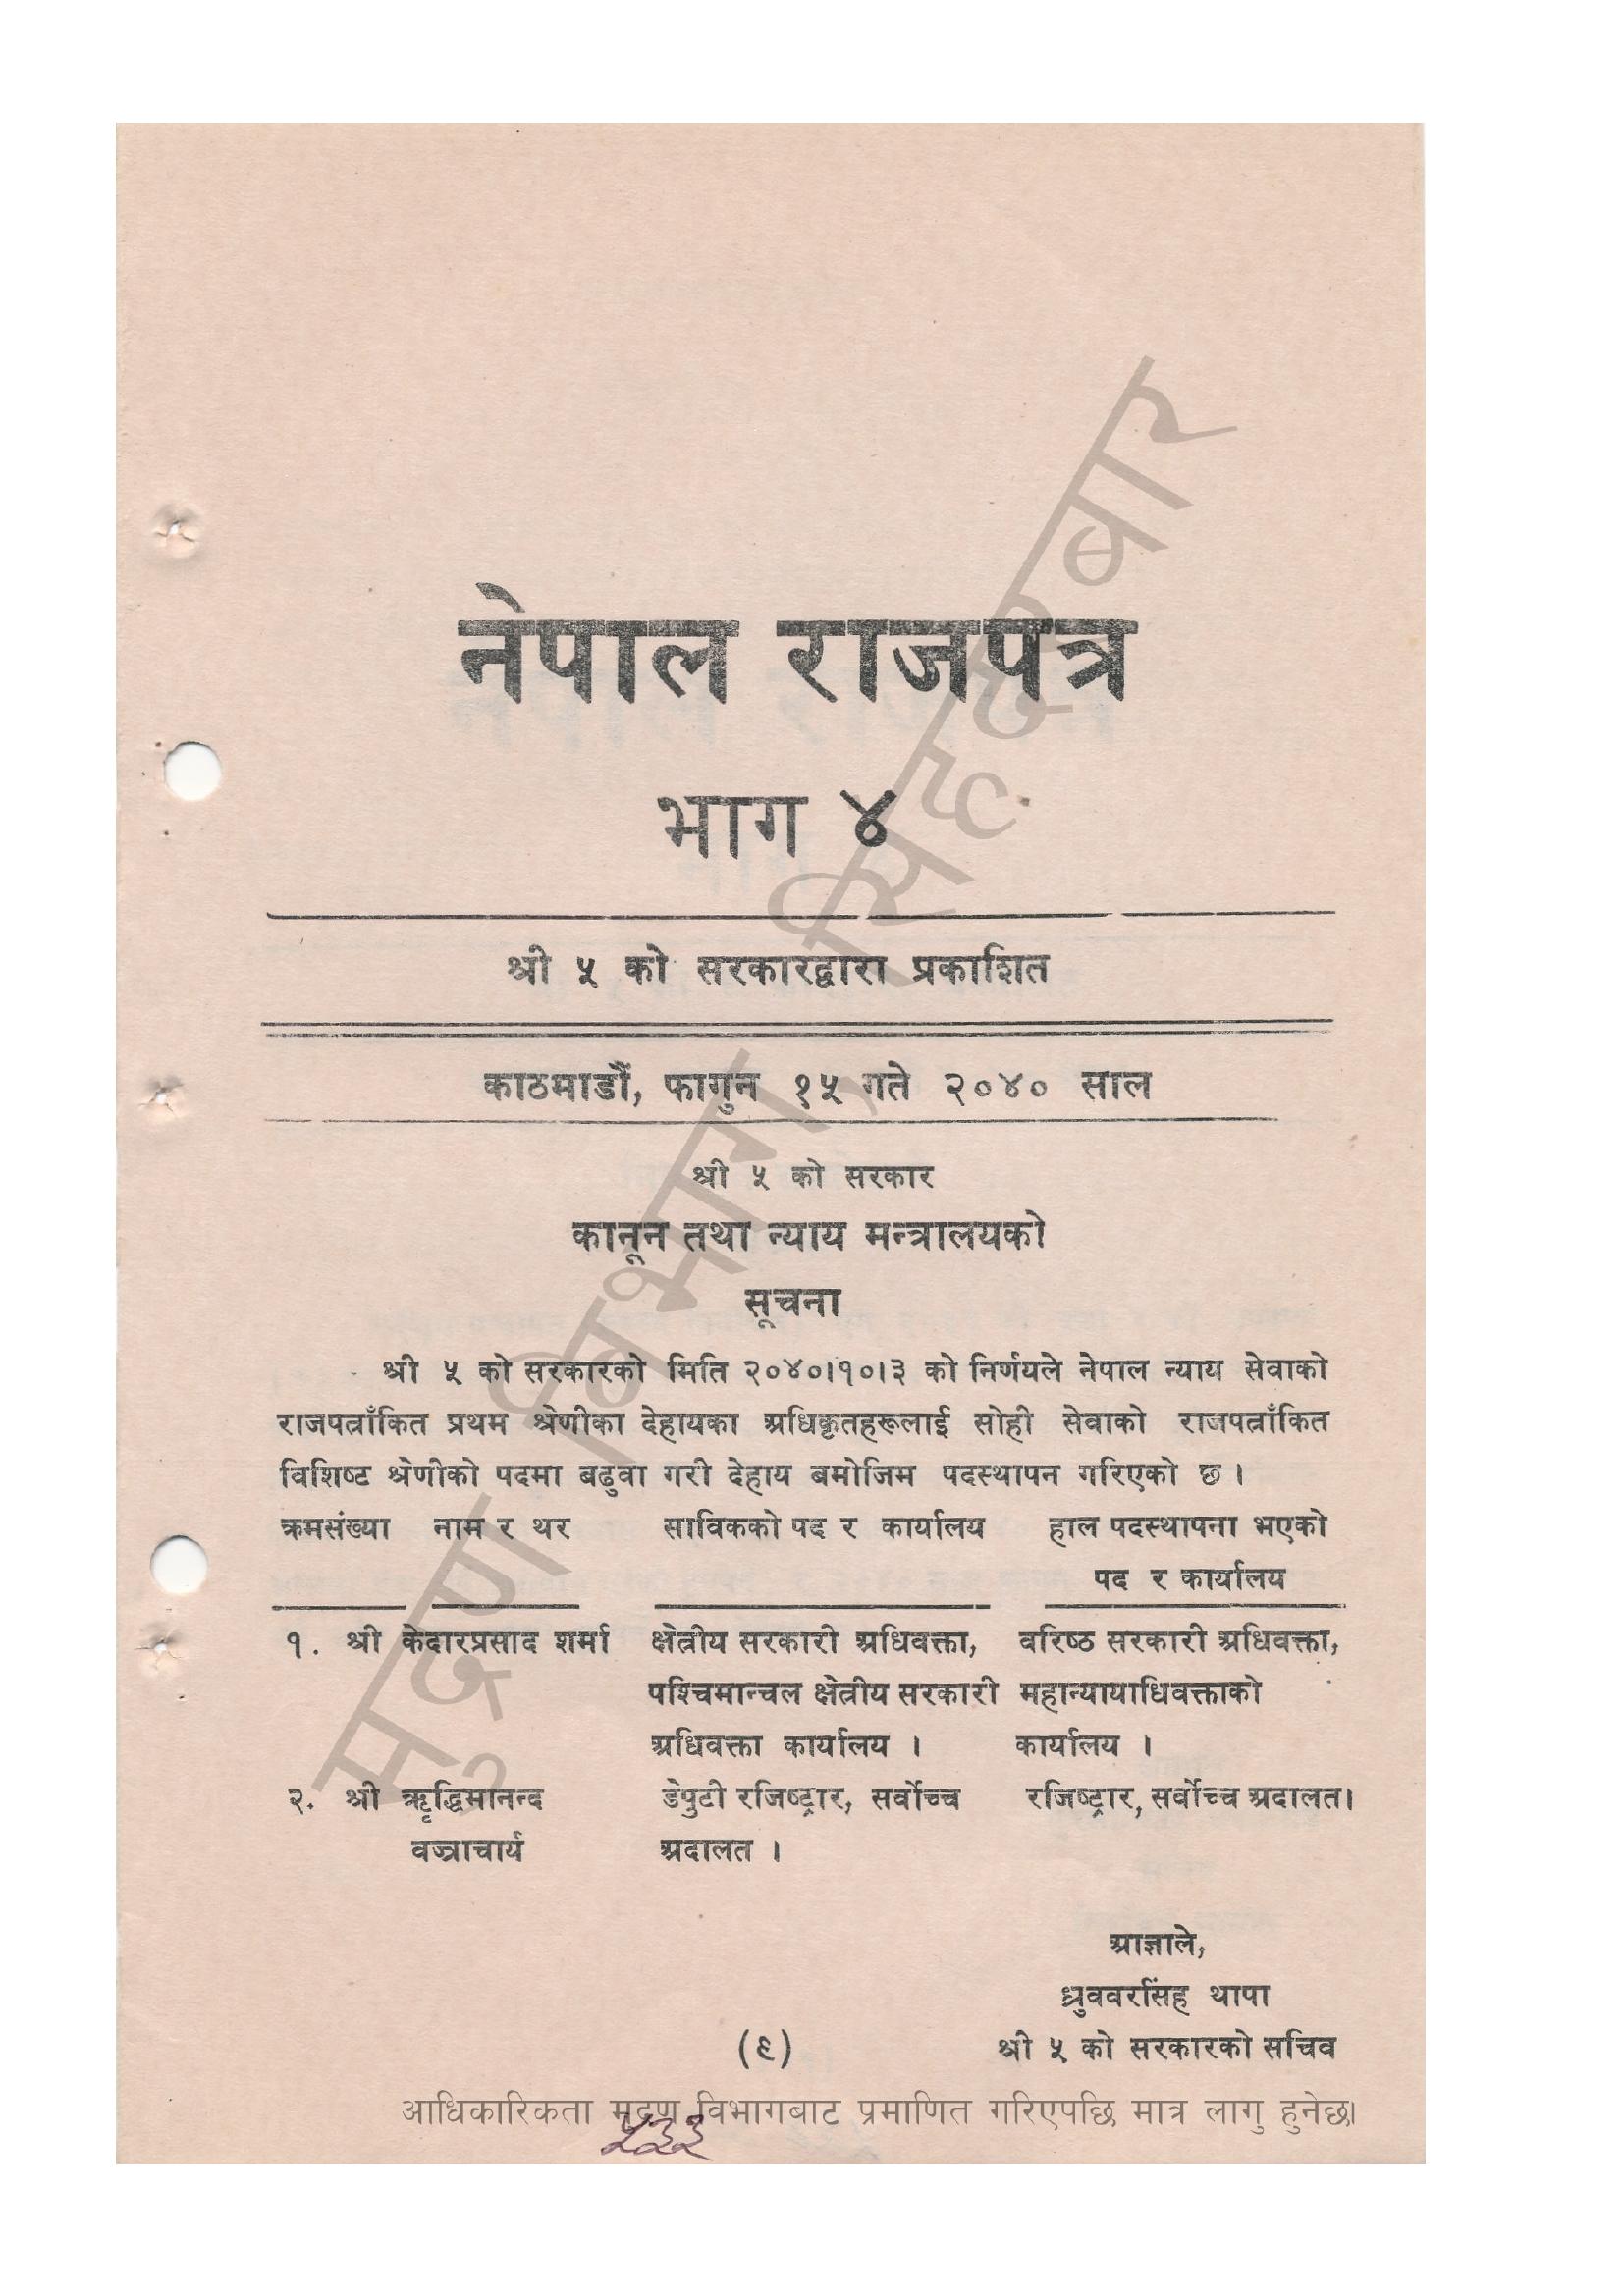 नेपाल राजपत्र
भाग ४
श्री ५ को सरकारद्वारा प्रकाशित
काठमाडौं, फागुन १५ गते २०४० साल
श्री ५ को सरकार
कानून तथा न्याय मन्त्रालयको
सूचना
श्री ५ को सरकारको मिति २०४०।१०।३ को निर्णयले नेपाल न्याय सेवाको
राजपत्राँकित प्रथम श्रेणीका देहायका अधिकृतहरूलाई सोही सेवाको राजपत्राँकित
विशिष्ट श्रेणीको पदमा बढुवा गरी देहाय बमोजिम पदस्थापन गरिएको छ ।
क्रमसंख्या नाम र थर साविकको पद र कार्यालय हाल पदस्थापना भएको
पद र कार्यालय
१. श्री केदारप्रसाद शर्मा क्षेत्रीय सरकारी अधिवक्ता, वरिष्ठ सरकारी अधिवक्ता,
पश्चिमान्चल क्षेत्रीय सरकारी महान्यायाधिवक्ताको
अधिवक्ता कार्यालय । कार्यालय ।
२. श्री ऋृद्धिमानन्द डेपुटी रजिष्ट्रार, सर्वोच्च रजिष्ट्रार, सर्वोच्च अदालत।
वज्राचार्य अदालत ।
आज्ञाले,
ध्रुववरसिंह थापा
(९) श्री ५ को सरकारको सचिव
आधिकारिकता मुद्रण विभागबाट प्रमाणित गरिएपछि मात्र लागु हुनेछ।
५३३
मुद्रण विभाग, सिंहदरवार